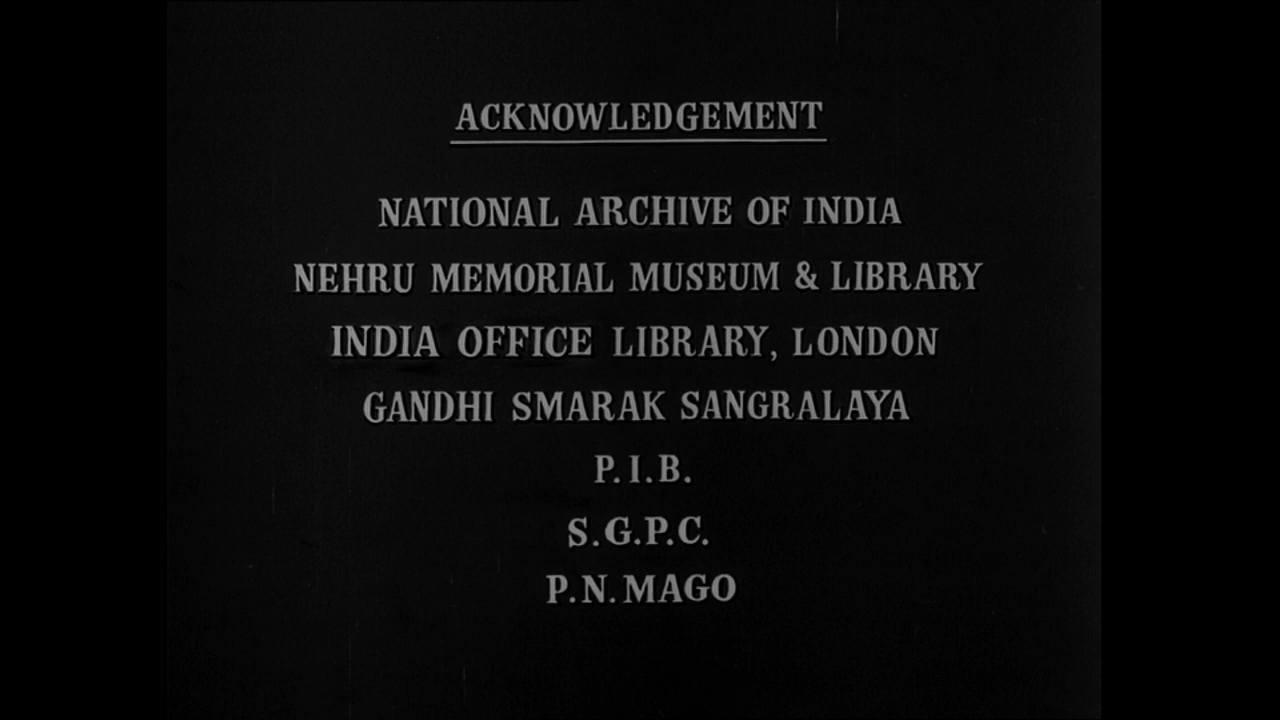 ACKNOWLEDGEMENT
NATIONAL ARCHIVE OF INDIA
NEHRU MEMORIAL MUSEUM & LIBRARY
INDIA OFFICE LIBRARY, LONDON
GANDHI SMARAK SANGRALAYA
P.I.B.
S.G.P.C.
P.N.MAGO